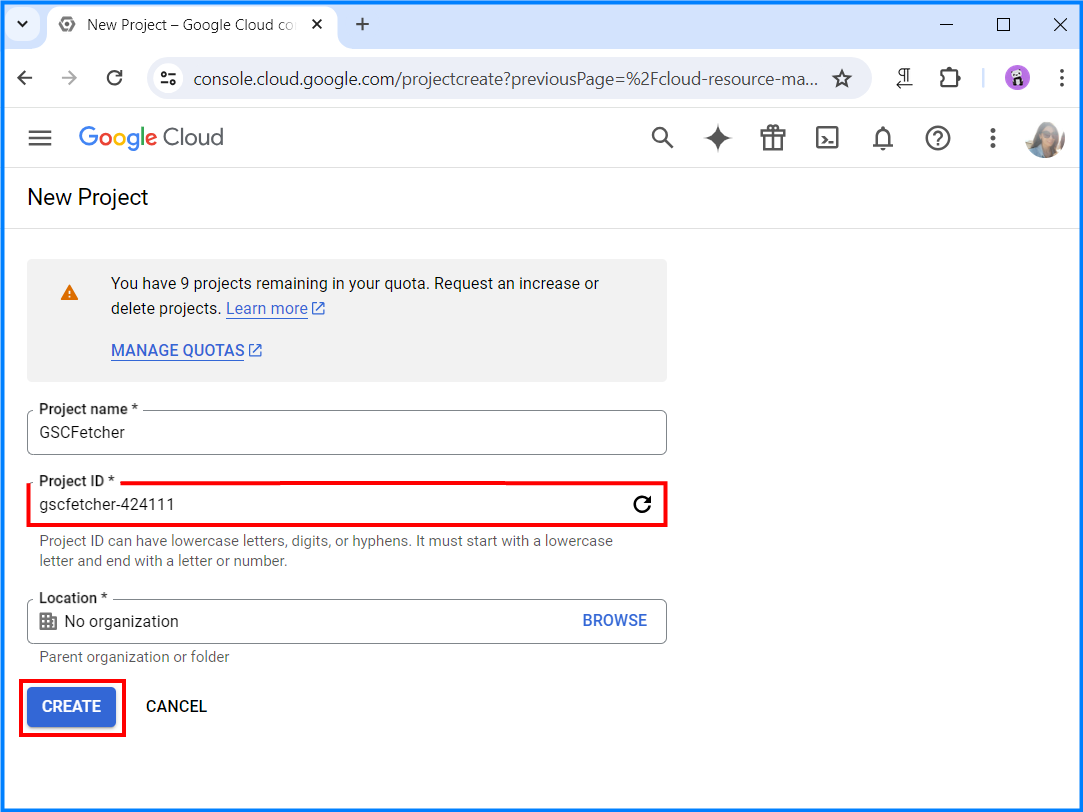 New Project – Google Cloud co
console.cloud.google.com/projectcreate?previousPage=%2Fcloud-resource-ma...
Google Cloud
New Project
You have 9 projects remaining in your quota. Request an increase or
delete projects. Learn more
MANAGE QUOTAS
Project name *
GSCFetcher
Project ID *
gscfetcher-424111
Project ID can have lowercase letters, digits, or hyphens. It must start with a lowercase
letter and end with a letter or number.
Location *
No organization
BROWSE
Parent organization or folder
CREATE
CANCEL